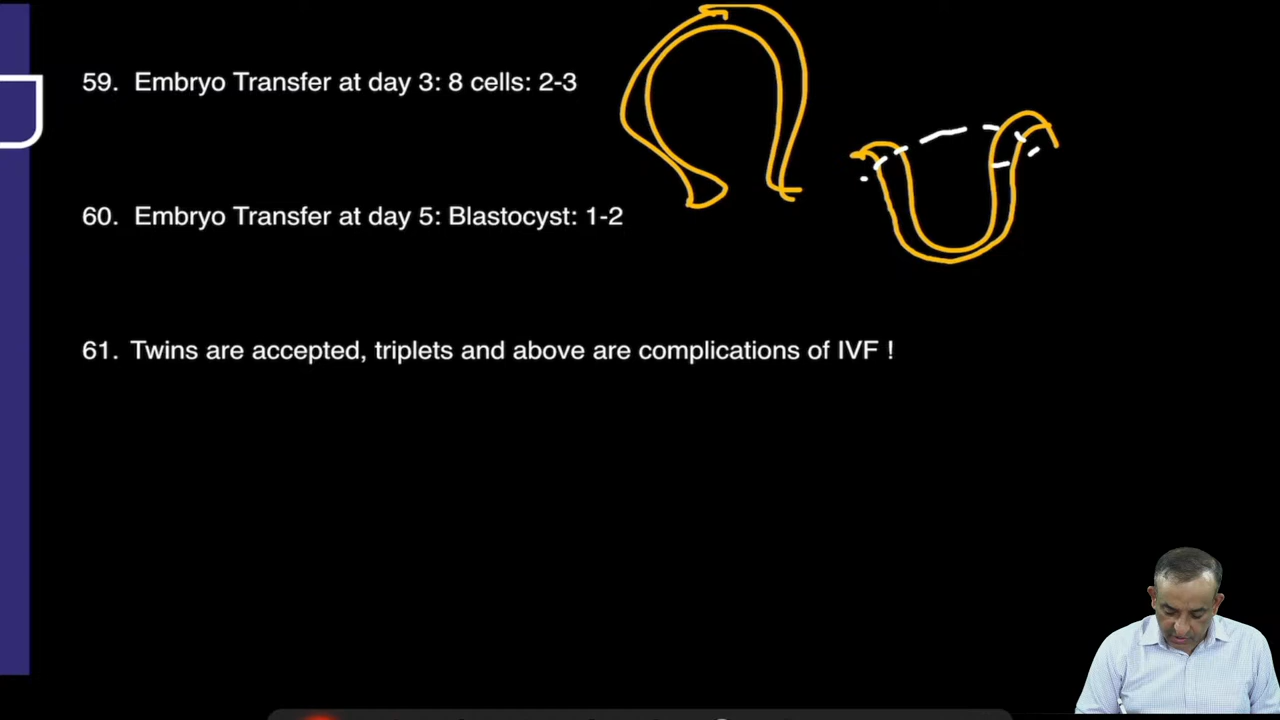 59. Embryo Transfer at day 3: 8 cells: 2-3
60. Embryo Transfer at day 5: Blastocyst: 1-2
61. Twins are accepted, triplets and above are complications of IVF !